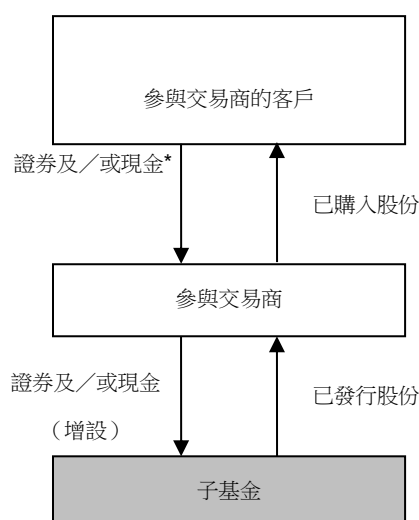 參與交易商的客戶
證券及／或現金*
已購入股份
參與交易商
證券及／或現金
（增設）
已發行股份
子基金